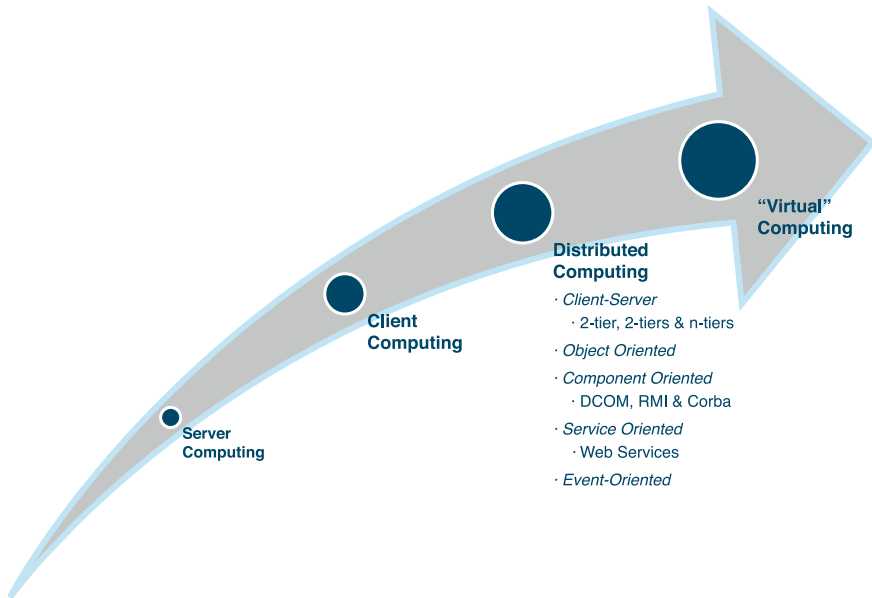 Server
Computing
Client
Computing
Distributed
Computing
· Client-Server
· 2-tier, 2-tiers & n-tiers
· Object Oriented
· Component Oriented
· DCOM, RMI & Corba
· Service Oriented
· Web Services
· Event-Oriented
“Virtual”
Computing